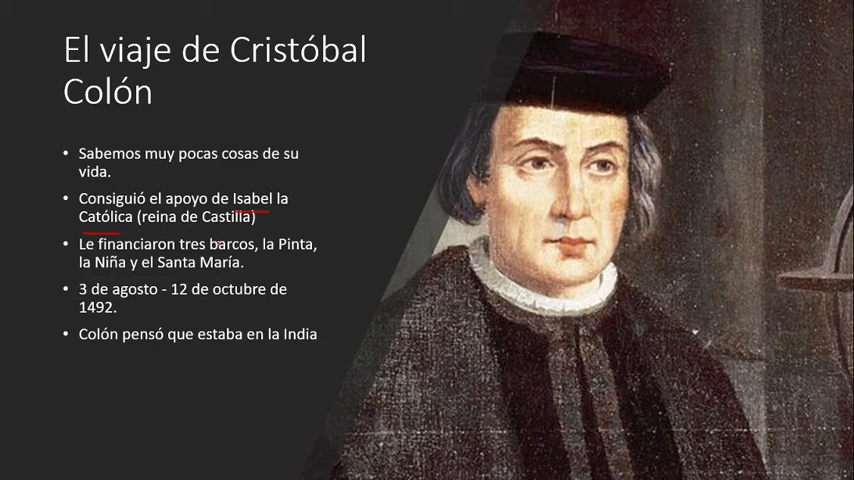 El viaje de Cristóbal
Colón
• Sabemos muy pocas cosas de su
vida.
• Consiguió el apoyo de Isabel la
Católica (reina de Castilla)
• Le financiaron tres barcos, la Pinta,
la Niña y el Santa María.
• 3 de agosto - 12 de octubre de
1492.
• Colón pensó que estaba en la India